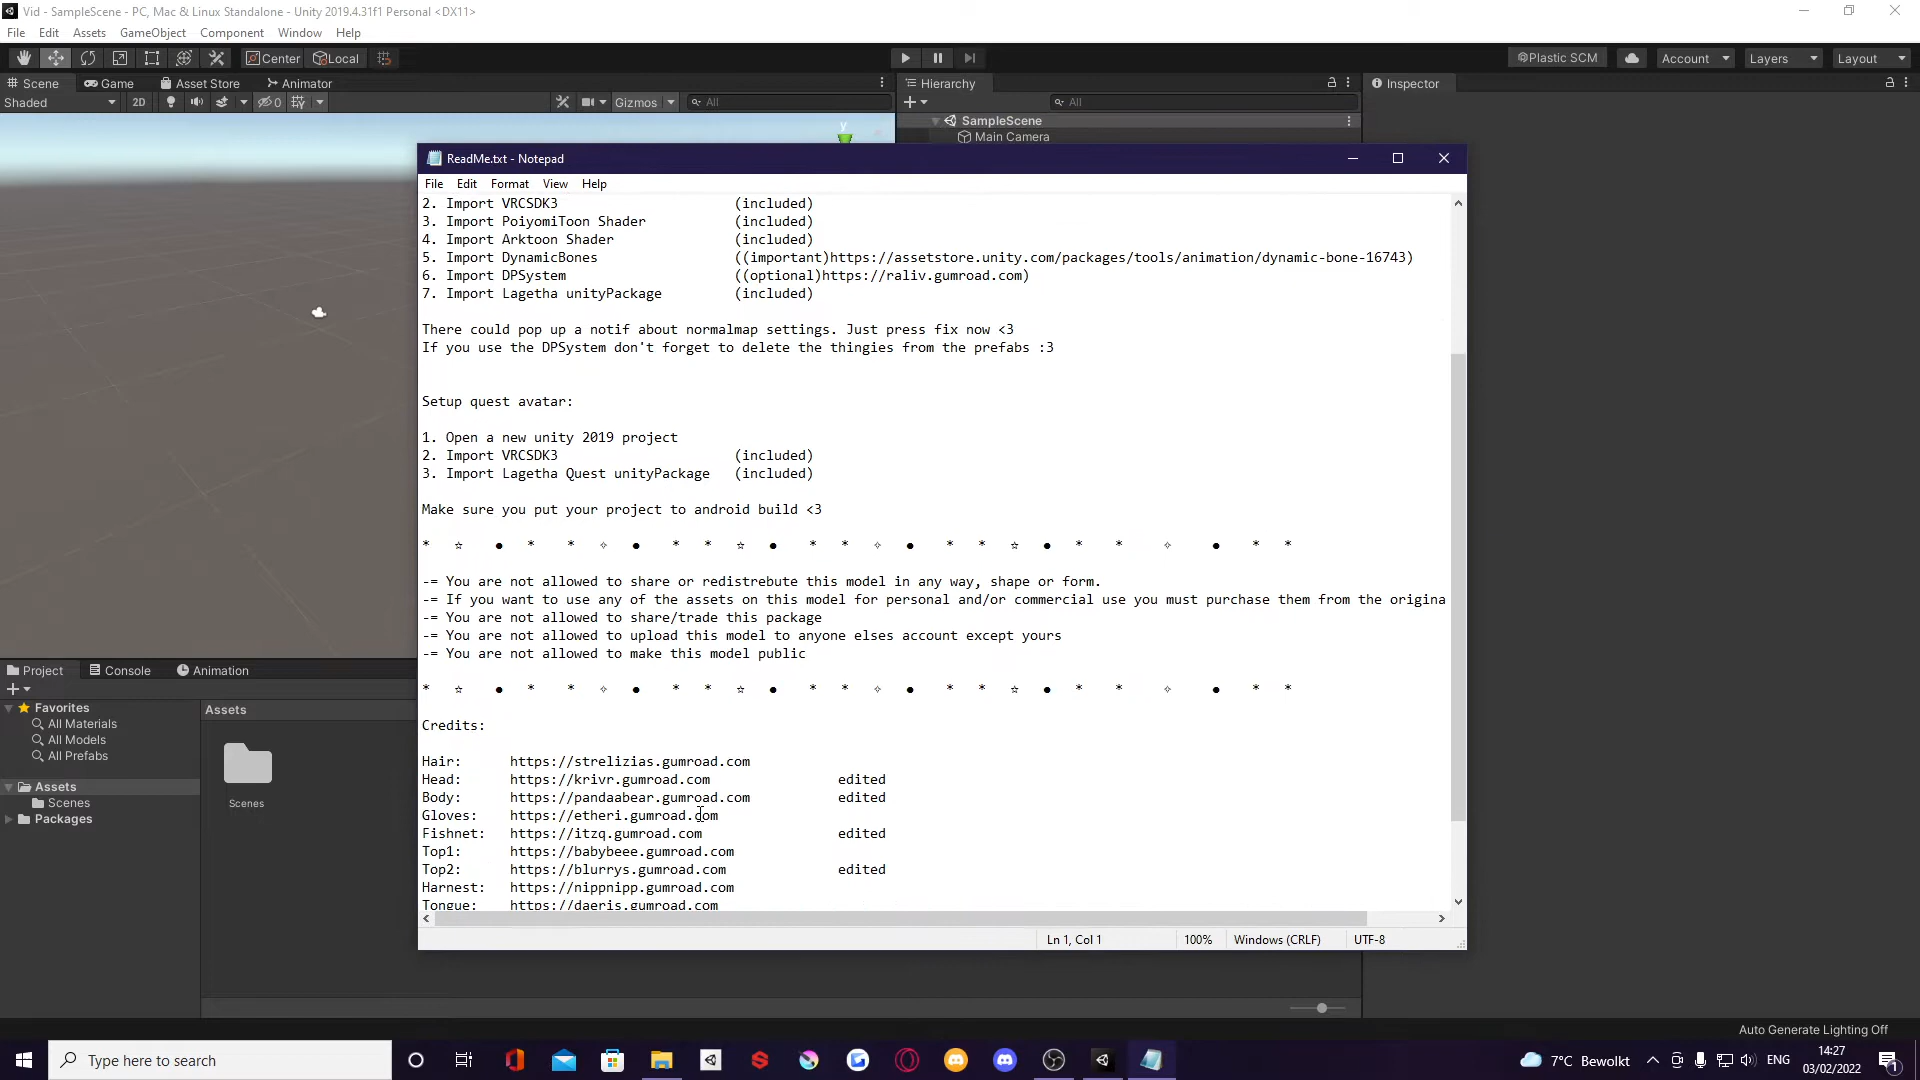 Vid - SampleScene - PC, Mac & Linux Standalone - Unity 2019.4.31f1 Personal <DX11>
File Edit Assets GameObject Component Window Help
Center Local Plastic SCM Account Layers Layout
Scene Game Asset Store Animator Hierarchy Inspector
Shaded 2D 0 Gizmos All All
SampleScene
Main Camera
ReadMe.txt - Notepad
File Edit Format View Help
2. Import VRCSDK3 (included)
3. Import PoiyomiToon Shader (included)
4. Import Arktoon Shader (included)
5. Import DynamicBones ((important)https://assetstore.unity.com/packages/tools/animation/dynamic-bone-16743)
6. Import DPSystem ((optional)https://raliv.gumroad.com)
7. Import Lagetha unityPackage (included)
There could pop up a notif about normalmap settings. Just press fix now <3
If you use the DPSystem don't forget to delete the thingies from the prefabs :3
Setup quest avatar:
1. Open a new unity 2019 project
2. Import VRCSDK3 (included)
3. Import Lagetha Quest unityPackage (included)
Make sure you put your project to android build <3
* ☆ ● * * ✧ ● * * ☆ ● * * ✧ ● * * ☆ ● * * ✧ ● * *
-= You are not allowed to share or redistrebute this model in any way, shape or form.
-= If you want to use any of the assets on this model for personal and/or commercial use you must purchase them from the origina
-= You are not allowed to share/trade this package
-= You are not allowed to upload this model to anyone elses account except yours
-= You are not allowed to make this model public
* ☆ ● * * ✧ ● * * ☆ ● * * ✧ ● * * ☆ ● * * ✧ ● * *
Credits:
Hair: https://strelizias.gumroad.com
Head: https://krivr.gumroad.com edited
Body: https://pandaabear.gumroad.com edited
Gloves: https://etheri.gumroad.com
Fishnet: https://itzq.gumroad.com edited
Top1: https://babybeee.gumroad.com
Top2: https://blurrys.gumroad.com edited
Harnest: https://nippnipp.gumroad.com
Tongue: https://daeris.gumroad.com
Ln 1, Col 1 100% Windows (CRLF) UTF-8
Project Console Animation
Favorites
All Materials
All Models
All Prefabs
Assets
Scenes
Packages
Assets
Scenes
Auto Generate Lighting Off
Type here to search
7°C Bewolkt ENG
14:27
03/02/2022
1